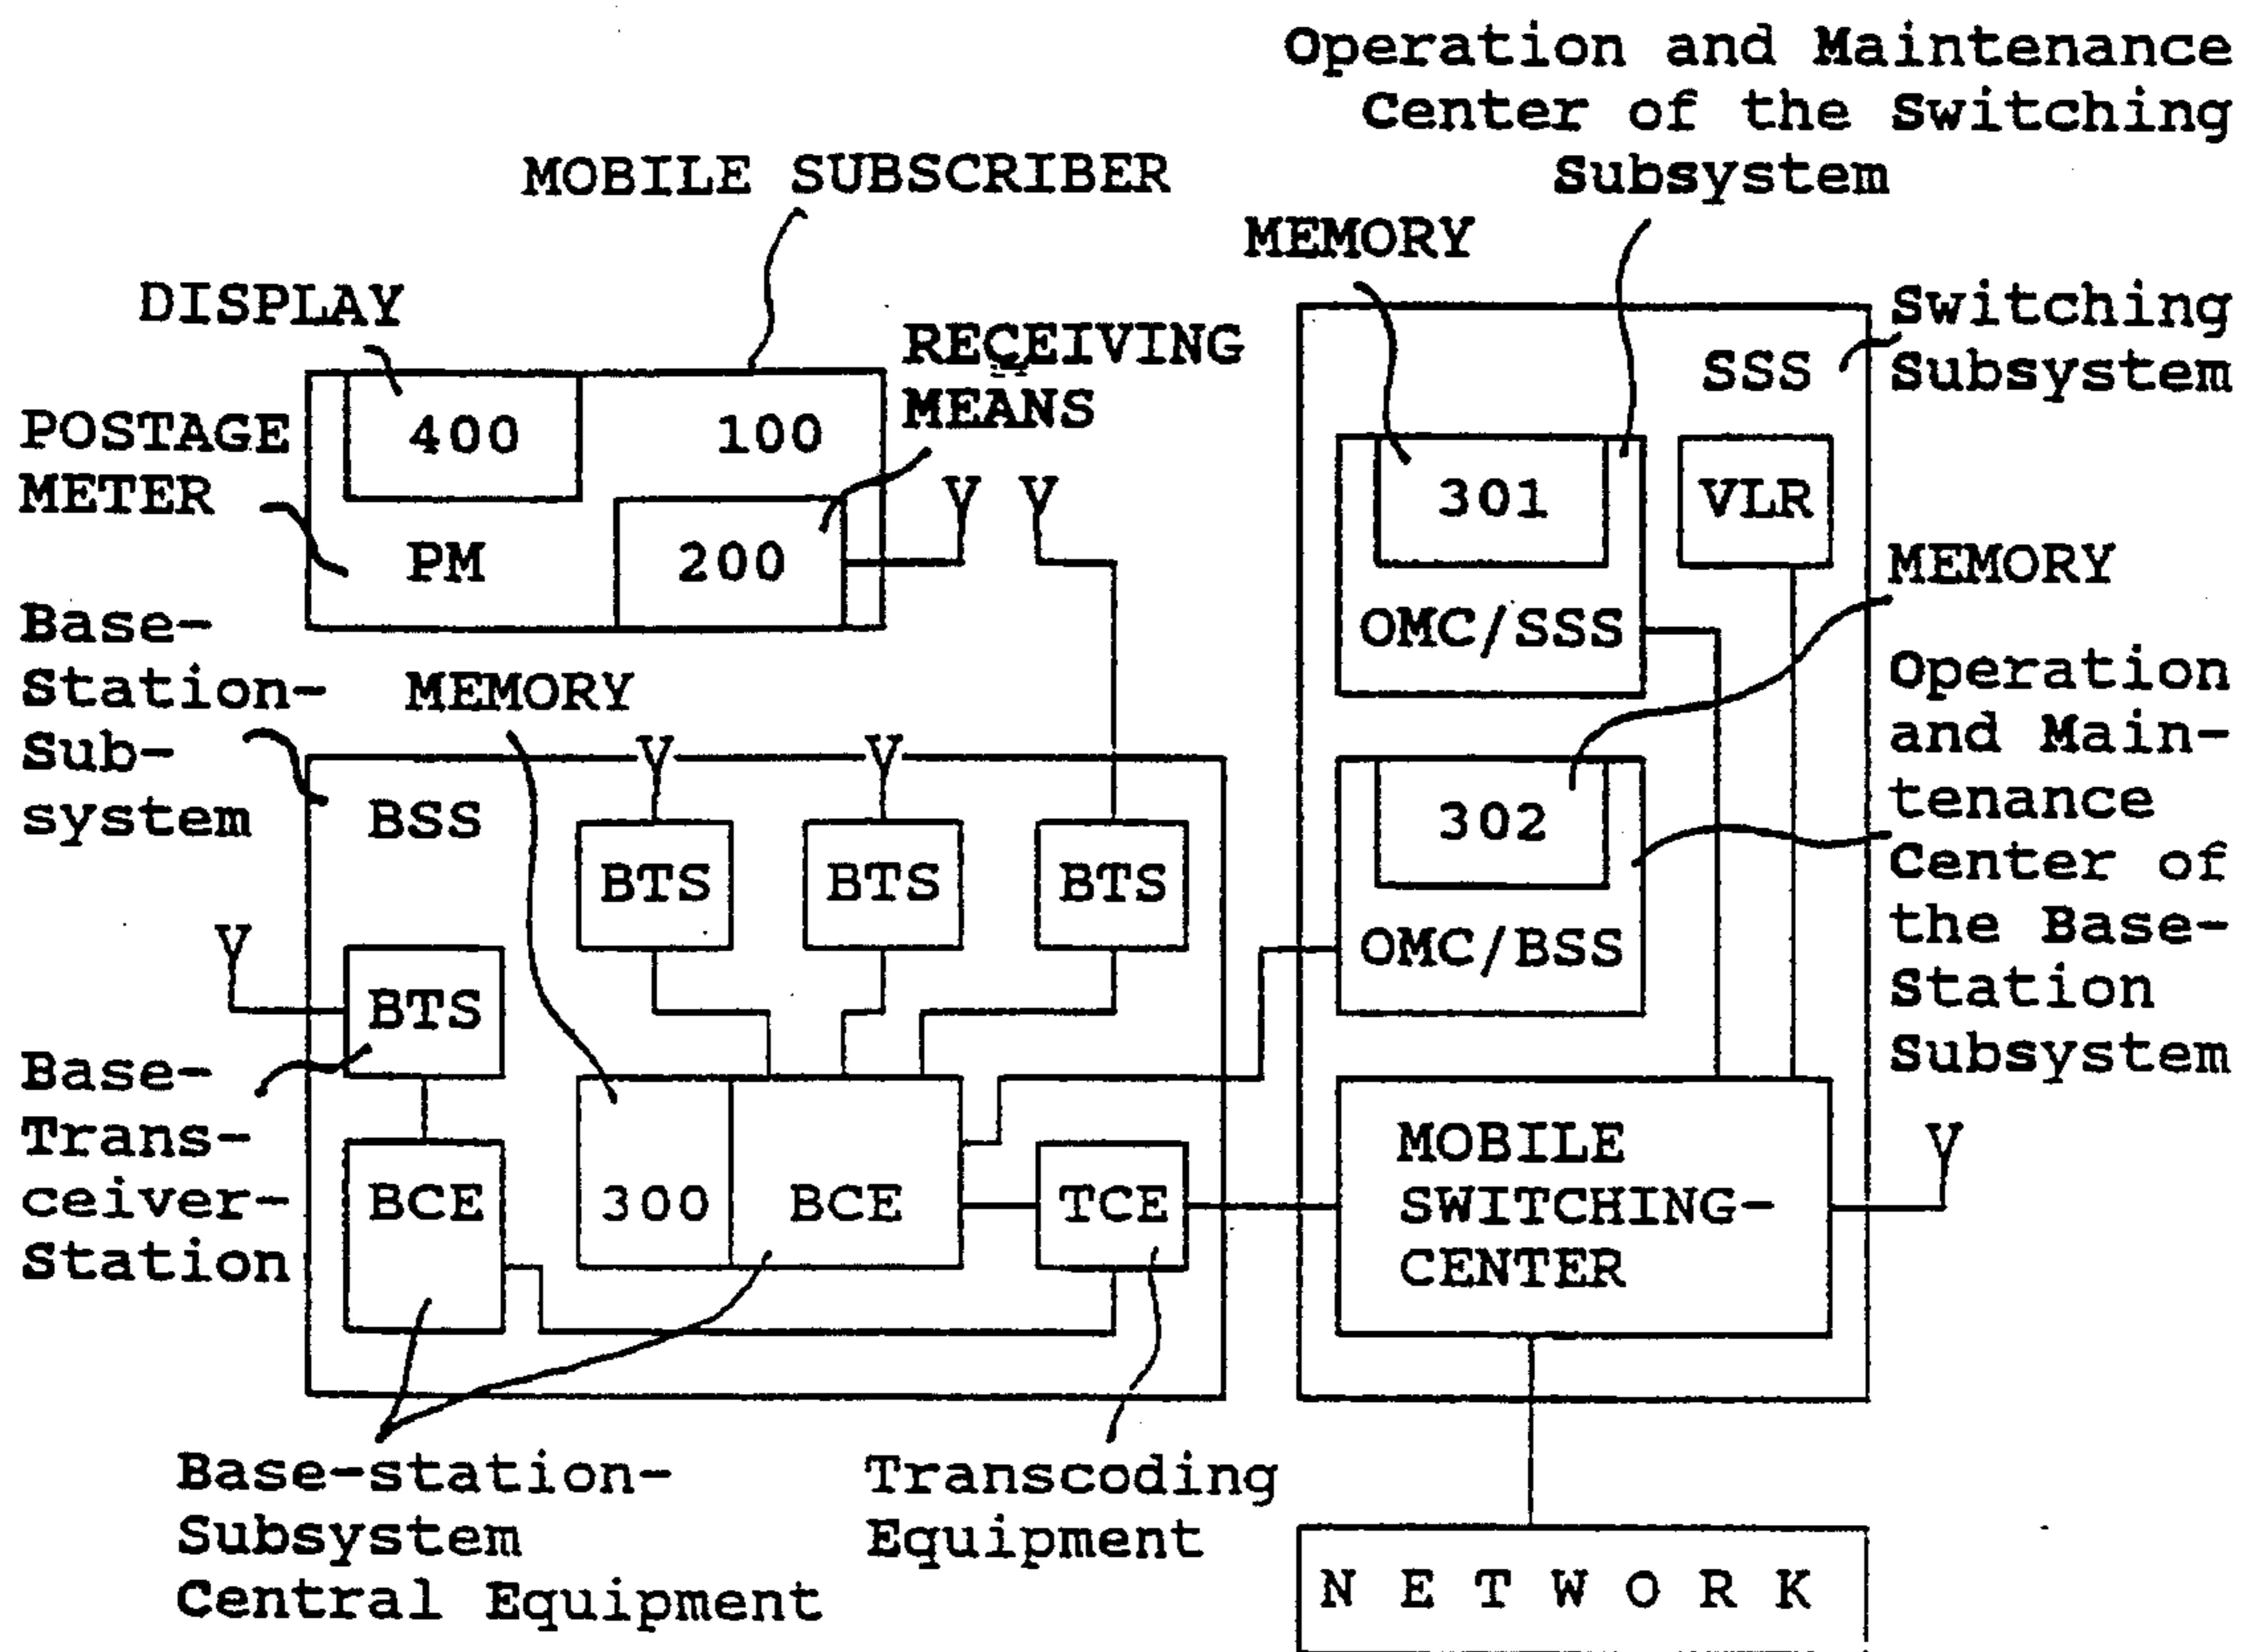 Operation and Maintenance
Center of the Switching
Subsystem
MOBILE SUBSCRIBER
MEMORY
DISPLAY
RECEIVING
MEANS
Switching
Subsystem
SSS
POSTAGE
METER
400
100
PM
200
301
VLR
OMC/SSS
MEMORY
Base-
Station-
Sub-
system
MEMORY
BSS
BTS
BTS
BTS
BTS
302
OMC/BSS
Operation
and Main-
tenance
Center of
the Base-
Station
Subsystem
Base-
Trans-
ceiver-
Station
BCE
300
BCE
TCE
MOBILE
SWITCHING-
CENTER
Base-station-
Subsystem
Central Equipment
Transcoding
Equipment
N E T W O R K